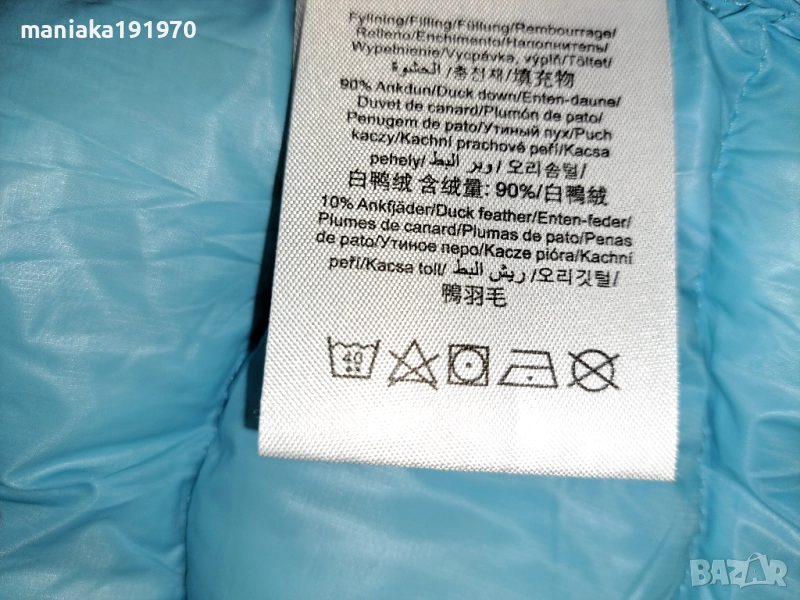 maniaka191970
Fyllning/Filling/Füllung/Rembourrage/
Relleno/Enchimento/Наполнитель/
Wypełnienie/Vycpávka, výplň/Töltet/
الحشوة /충전재/填充物
90% Ankdun/Duck down/Enten-daune/
Duvet de canard/Plumón de pato/
Penugem de pato/Утиный пух/Puch
kaczy/Kachní prachové peří/Kacsa
pehely/وبر البط /오리솜털/
白鸭绒 含绒量: 90%/白鴨絨
10% Ankfjäder/Duck feather/Enten-feder/
Plumes de canard/Plumas de pato/Penas
de pato/Утиное перо/Kacze pióra/Kachní
peří/Kacsa toll/ريش البط /오리깃털/
鴨羽毛
40
BAZAR